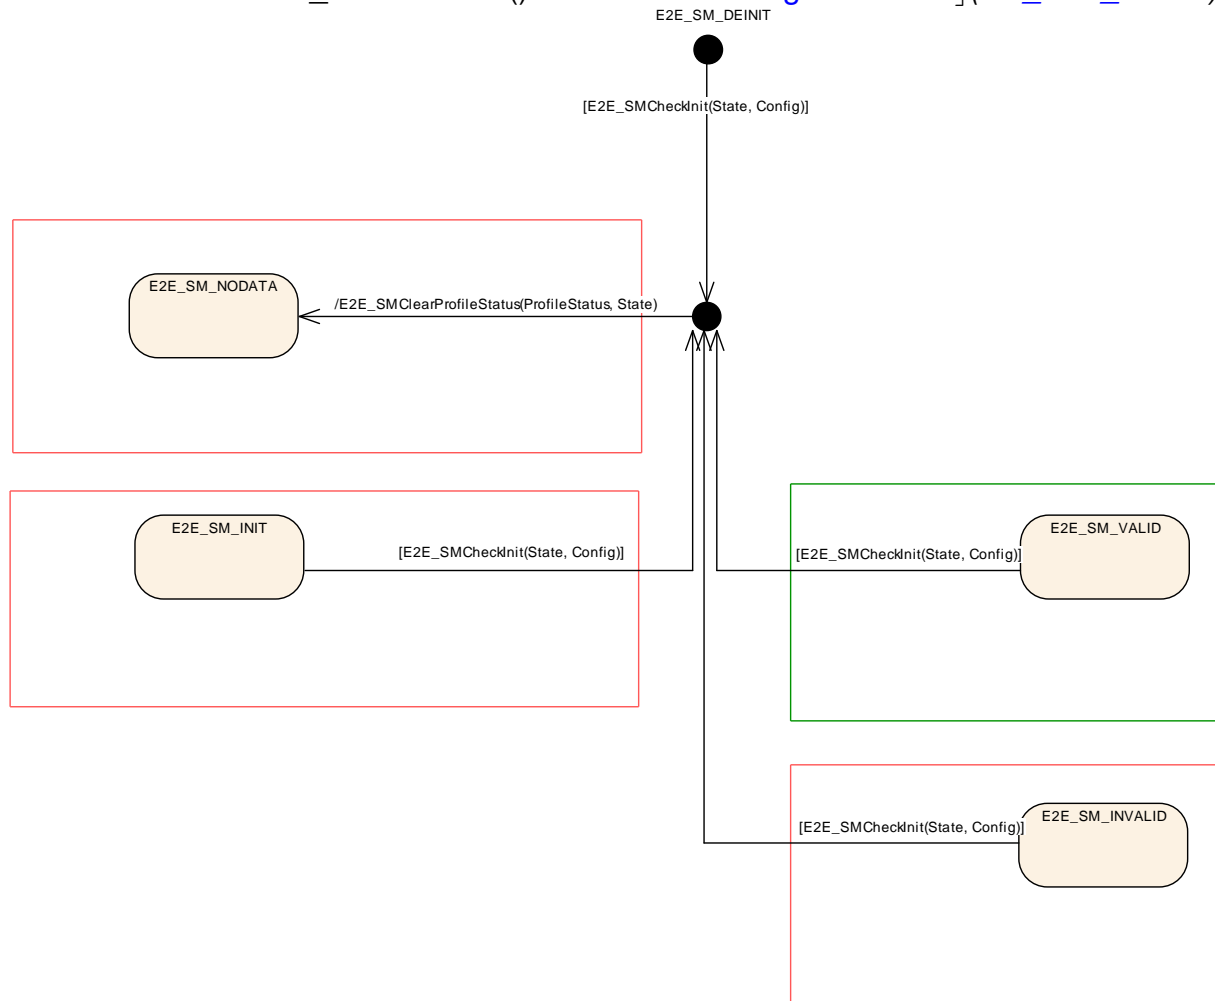 E2E_SM_DEINIT
[E2E_SMCheckInit(State, Config)]
E2E_SM_NODATA
/E2E_SMClearProfileStatus(ProfileStatus, State)
E2E_SM_INIT
[E2E_SMCheckInit(State, Config)]
E2E_SM_VALID
[E2E_SMCheckInit(State, Config)]
E2E_SM_INVALID
[E2E_SMCheckInit(State, Config)]